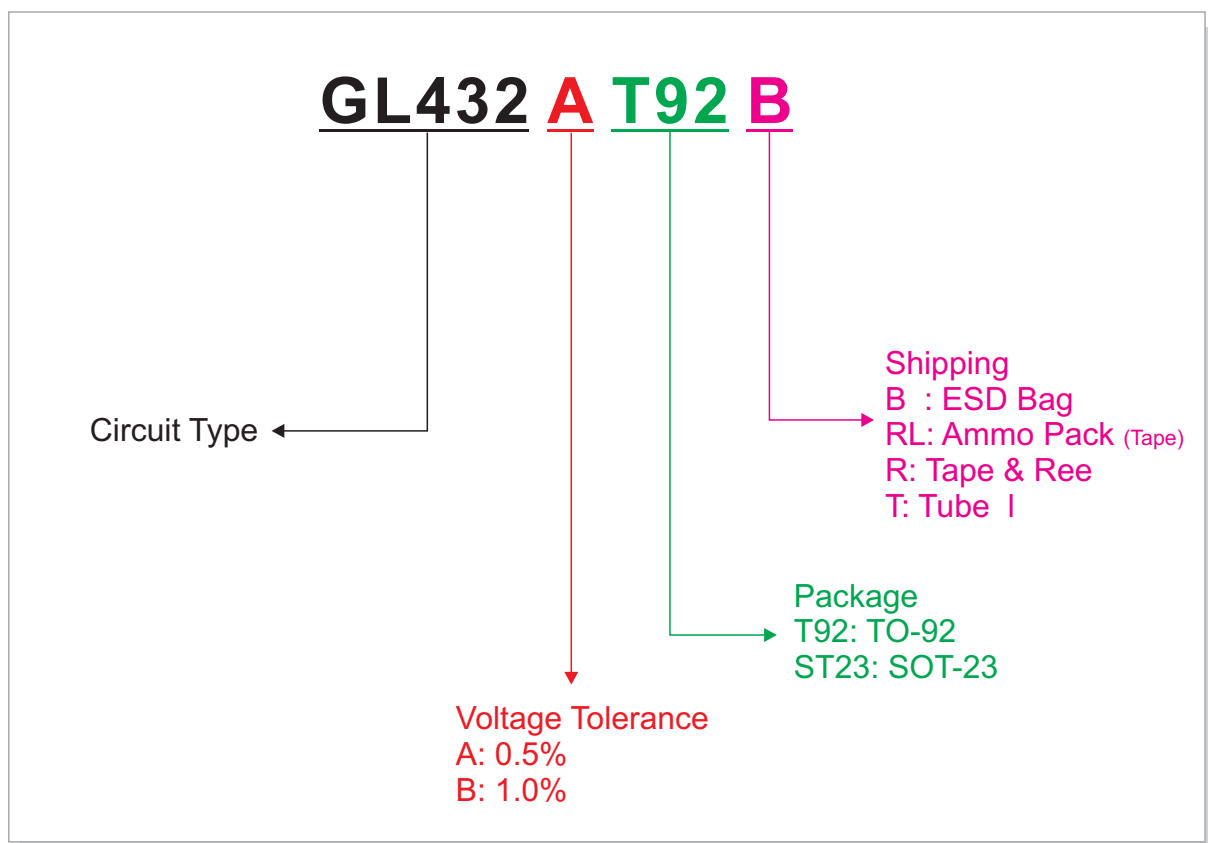 GL432 A T92 B
Shipping
B : ESD Bag
RL: Ammo Pack (Tape)
R: Tape & Ree
T: Tube l
Circuit Type
Package
T92: TO-92
ST23: SOT-23
Voltage Tolerance
A: 0.5%
B: 1.0%